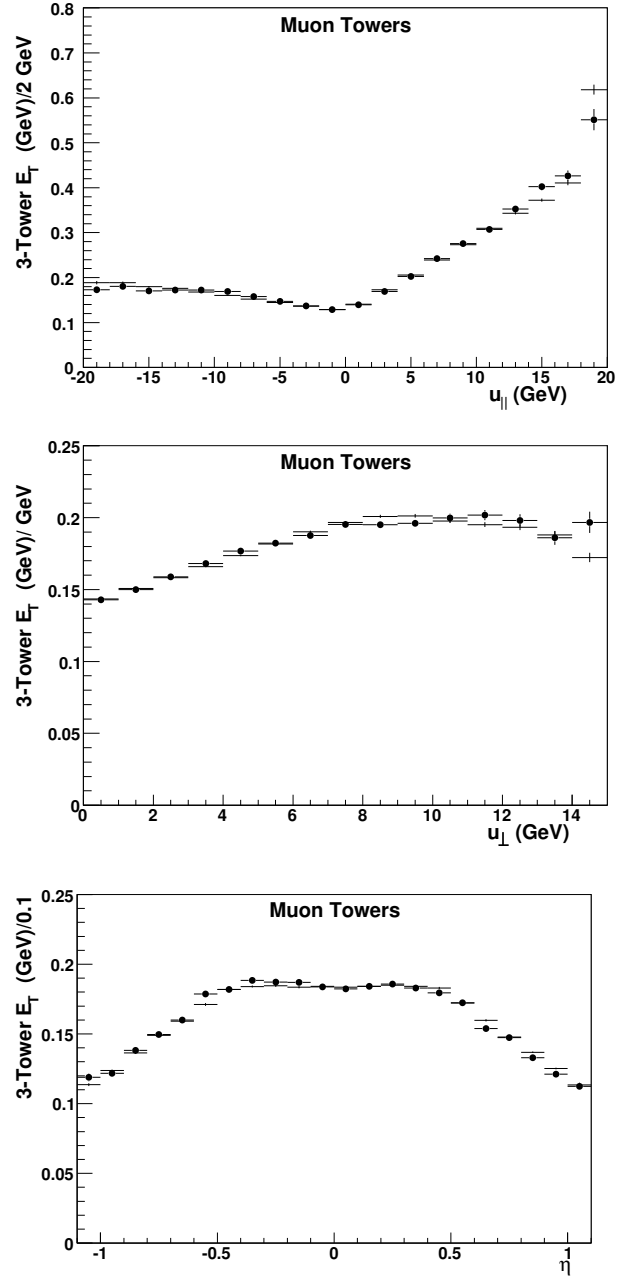 Muon Towers
3-Tower E_T (GeV)/2 GeV
0.8
0.7
0.6
0.5
0.4
0.3
0.2
0.1
0
-20 -15 -10 -5 0 5 10 15 20
u_|| (GeV)
Muon Towers
3-Tower E_T (GeV)/ GeV
0.25
0.2
0.15
0.1
0.05
0
0 2 4 6 8 10 12 14
u_⊥ (GeV)
Muon Towers
3-Tower E_T (GeV)/0.1
0.25
0.2
0.15
0.1
0.05
0
-1 -0.5 0 0.5 1
η